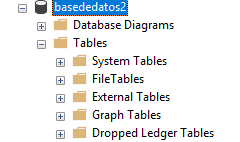 basededatos2
Database Diagrams
Tables
System Tables
FileTables
External Tables
Graph Tables
Dropped Ledger Tables